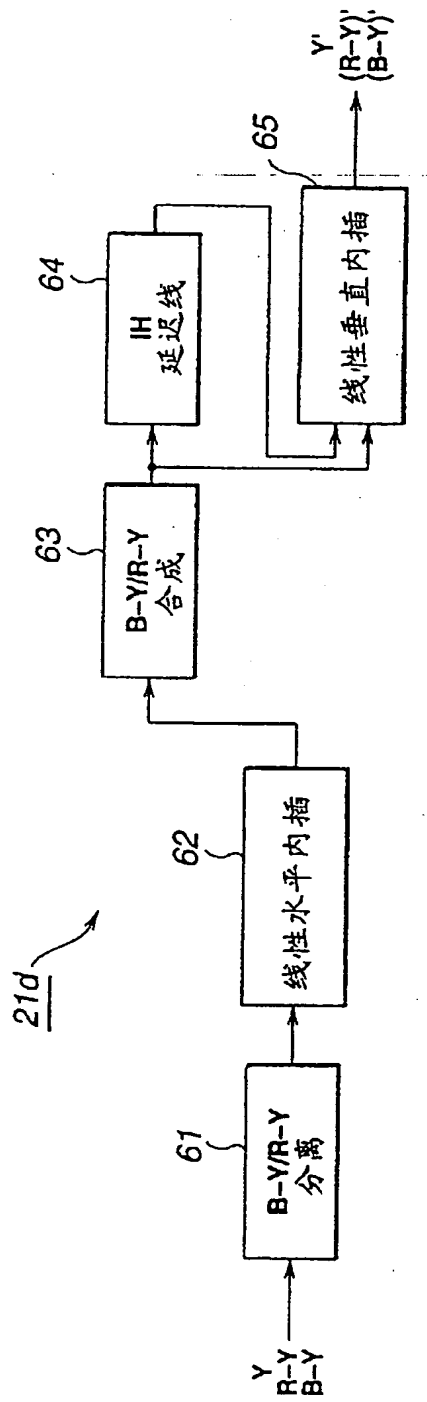 21d
Y
R-Y
B-Y
61
B-Y/R-Y
分离
62
线性水平内插
63
B-Y/R-Y
合成
64
IH
延迟线
65
线性垂直内插
Y'
(R-Y)'
(B-Y)'